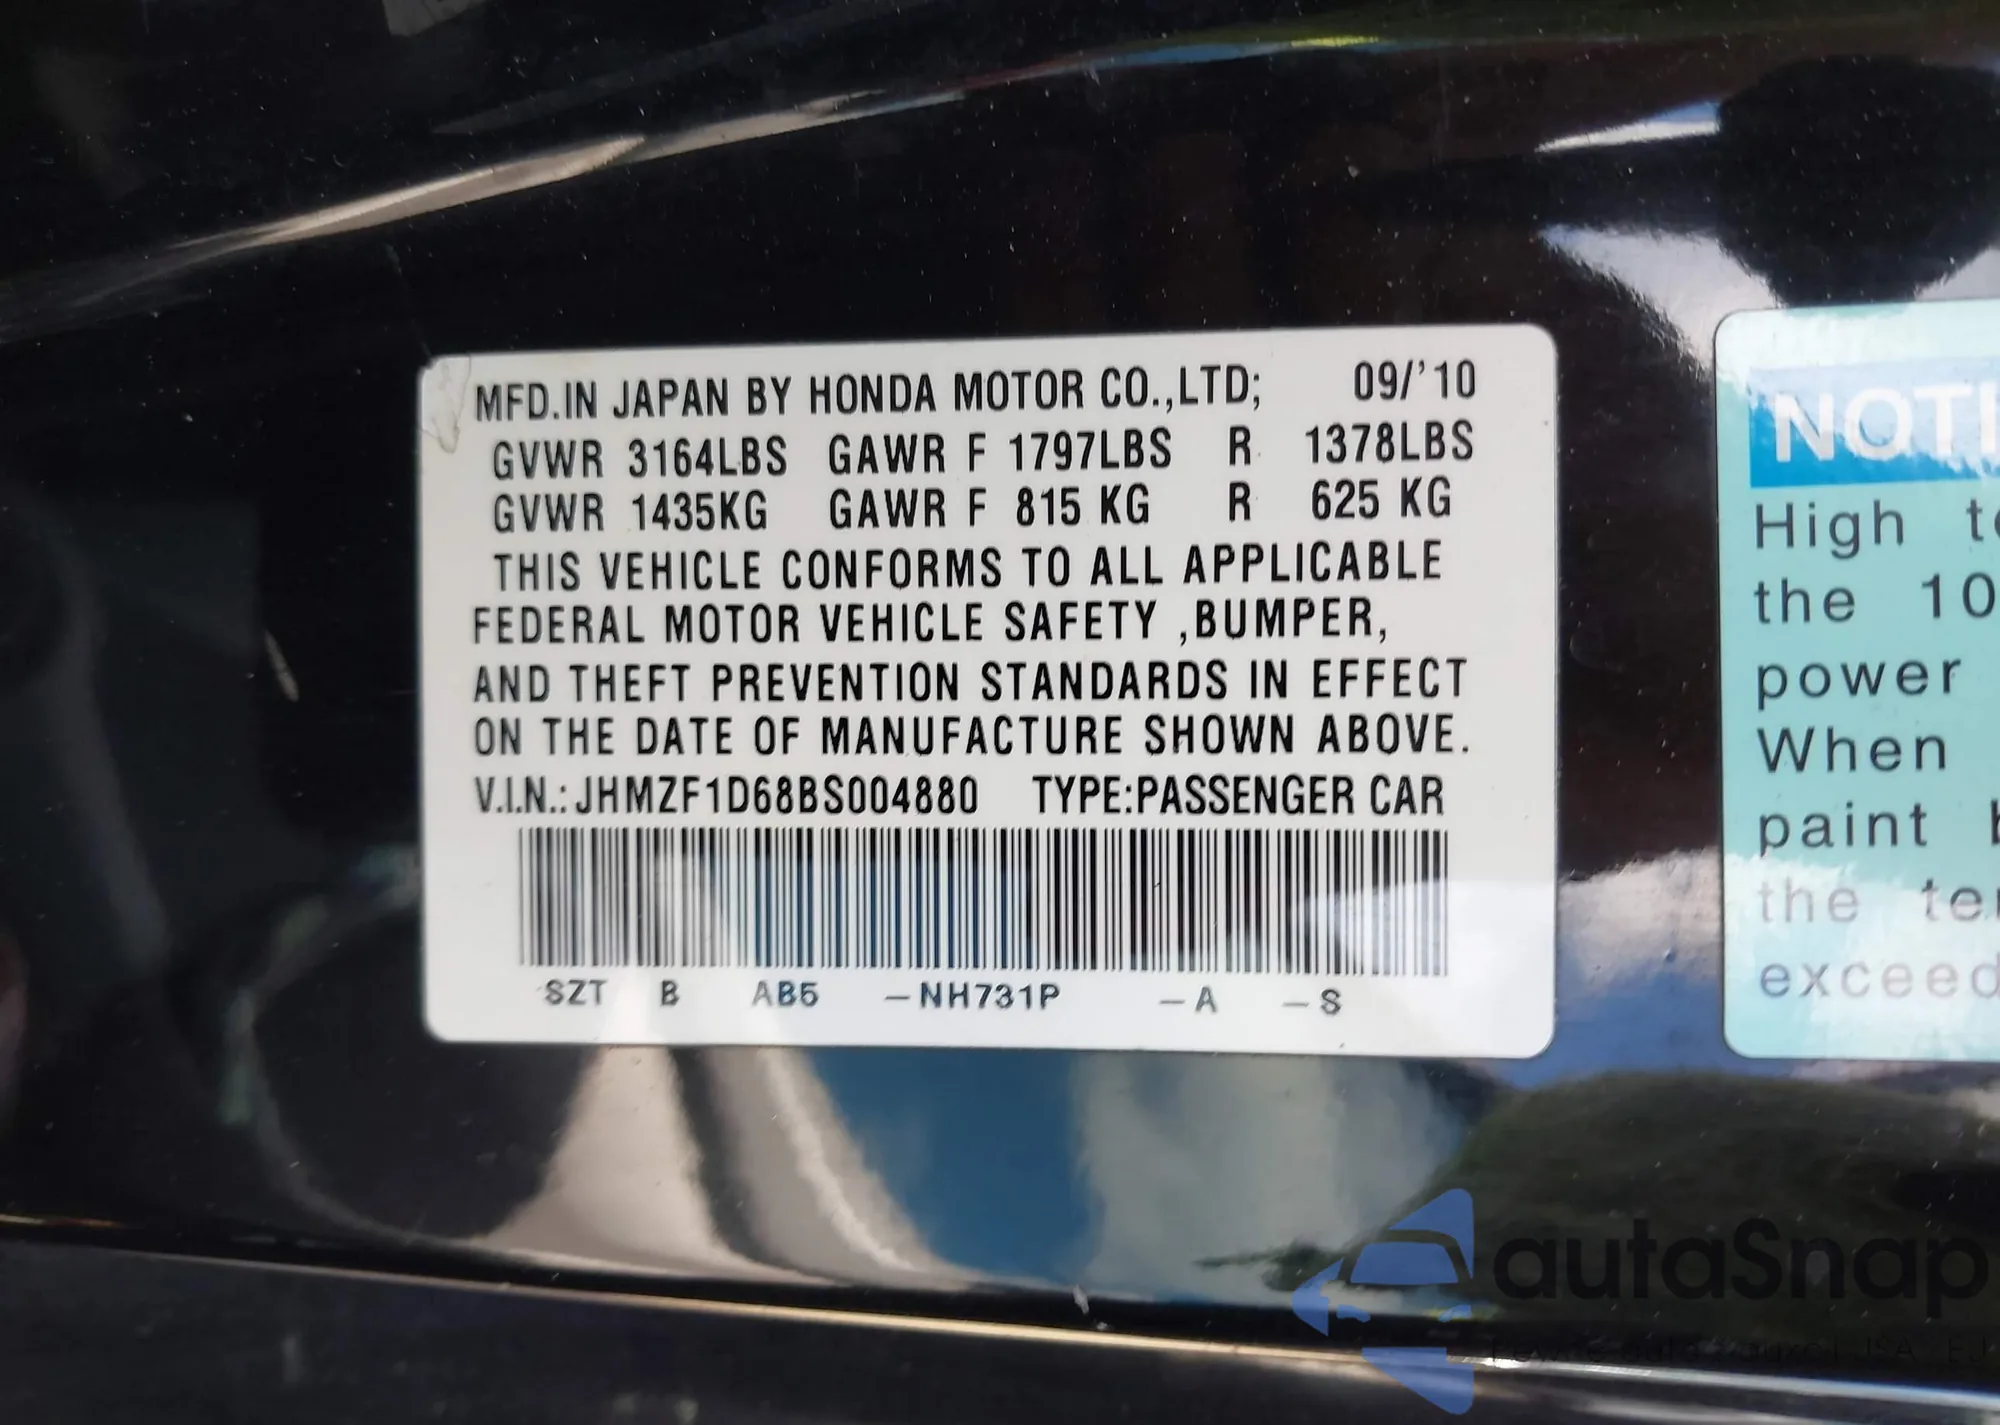 MFD.IN JAPAN BY HONDA MOTOR CO.,LTD; 09/'10
GVWR 3164LBS GAWR F 1797LBS R 1378LBS
GVWR 1435KG GAWR F 815 KG R 625 KG
THIS VEHICLE CONFORMS TO ALL APPLICABLE
FEDERAL MOTOR VEHICLE SAFETY ,BUMPER,
AND THEFT PREVENTION STANDARDS IN EFFECT
ON THE DATE OF MANUFACTURE SHOWN ABOVE.
V.I.N.: JHMZF1D68BS004880 TYPE:PASSENGER CAR
SZT B AB5 –NH731P –A –S
NOTI
High te
the 10
power
When
paint b
the ter
exceed
autaSnap